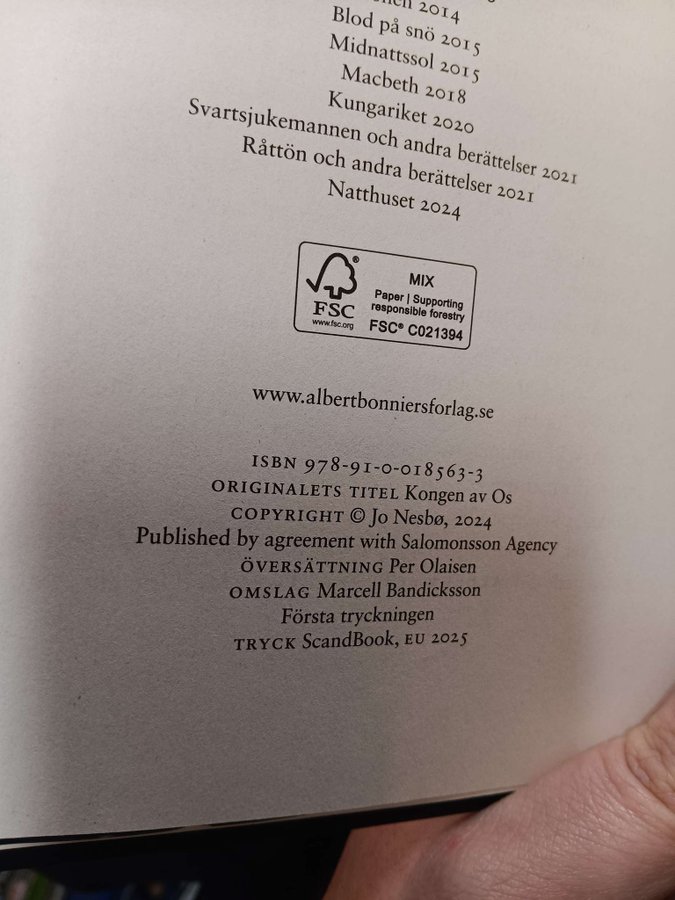 2014
Blod på snö 2015
Midnattssol 2015
Macbeth 2018
Kungariket 2020
Svartsjukemannen och andra berättelser 2021
Råttön och andra berättelser 2021
Natthuset 2024
FSC®
www.fsc.org
MIX
Paper | Supporting
responsible forestry
FSC® C021394
www.albertbonniersforlag.se
ISBN 978-91-0-018563-3
ORIGINALETS TITEL Kongen av Os
COPYRIGHT © Jo Nesbø, 2024
Published by agreement with Salomonsson Agency
ÖVERSÄTTNING Per Olaisen
OMSLAG Marcell Bandicksson
Första tryckningen
TRYCK ScandBook, EU 2025